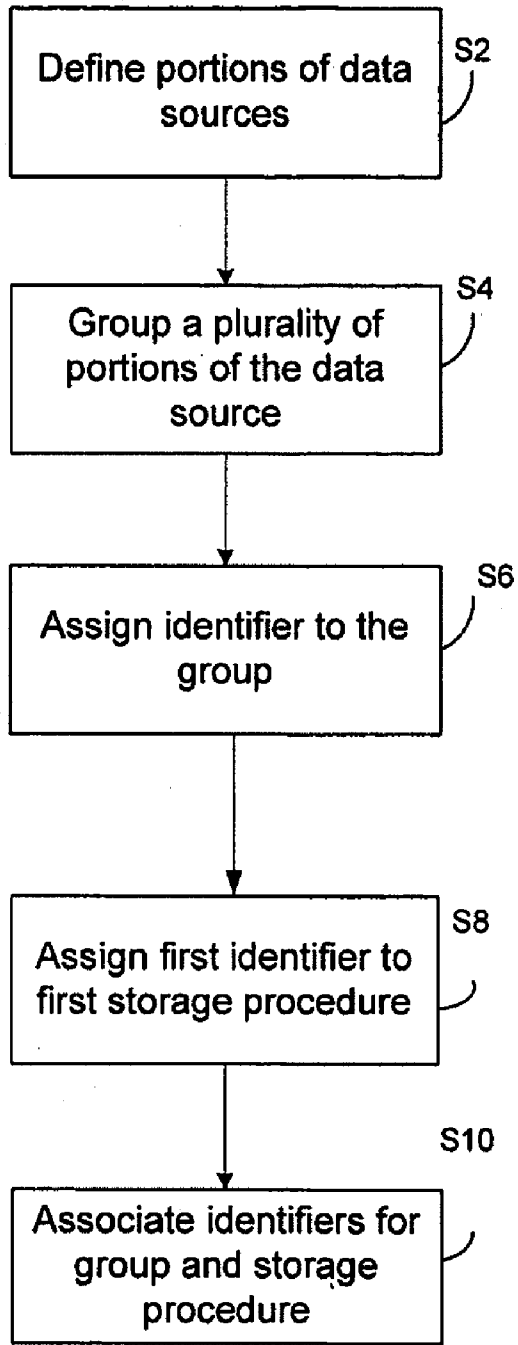 S2
Define portions of data
sources
S4
Group a plurality of
portions of the data
source
S6
Assign identifier to the
group
S8
Assign first identifier to
first storage procedure
S10
Associate identifiers for
group and storage
procedure